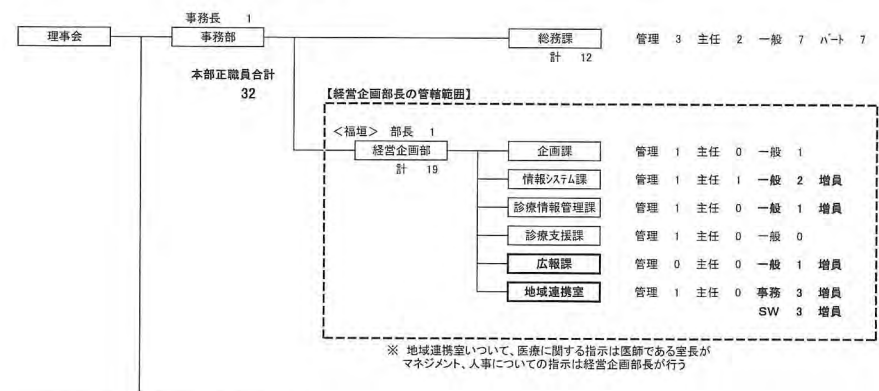 事務長 1
理事会 事務部 総務課 管理 3 主任 2 一般 7 パート 7
計 12
本部正職員合計
32
【経営企画部長の管轄範囲】
<福垣> 部長 1
経営企画部 企画課 管理 1 主任 0 一般 1
計 19
情報システム課 管理 1 主任 1 一般 2 増員
診療情報管理課 管理 1 主任 0 一般 1 増員
診療支援課 管理 1 主任 0 一般 0
広報課 管理 0 主任 0 一般 1 増員
地域連携室 管理 1 主任 0 事務 3 増員
SW 3 増員
※ 地域連携室いついて、医療に関する指示は医師である室長が
マネジメント、人事についての指示は経営企画部長が行う